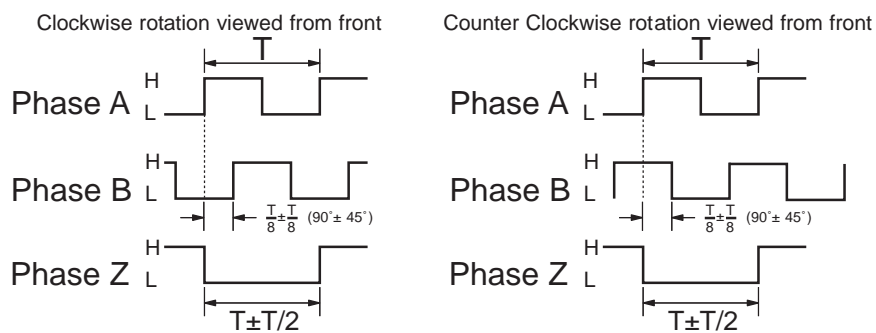 Clockwise rotation viewed from front
T
H
Phase A L
H
Phase B L
T/8±T/8 (90˚± 45˚)
H
Phase Z L
T±T/2
Counter Clockwise rotation viewed from front
T
H
Phase A L
H
Phase B L
T/8±T/8 (90˚± 45˚)
H
Phase Z L
T±T/2